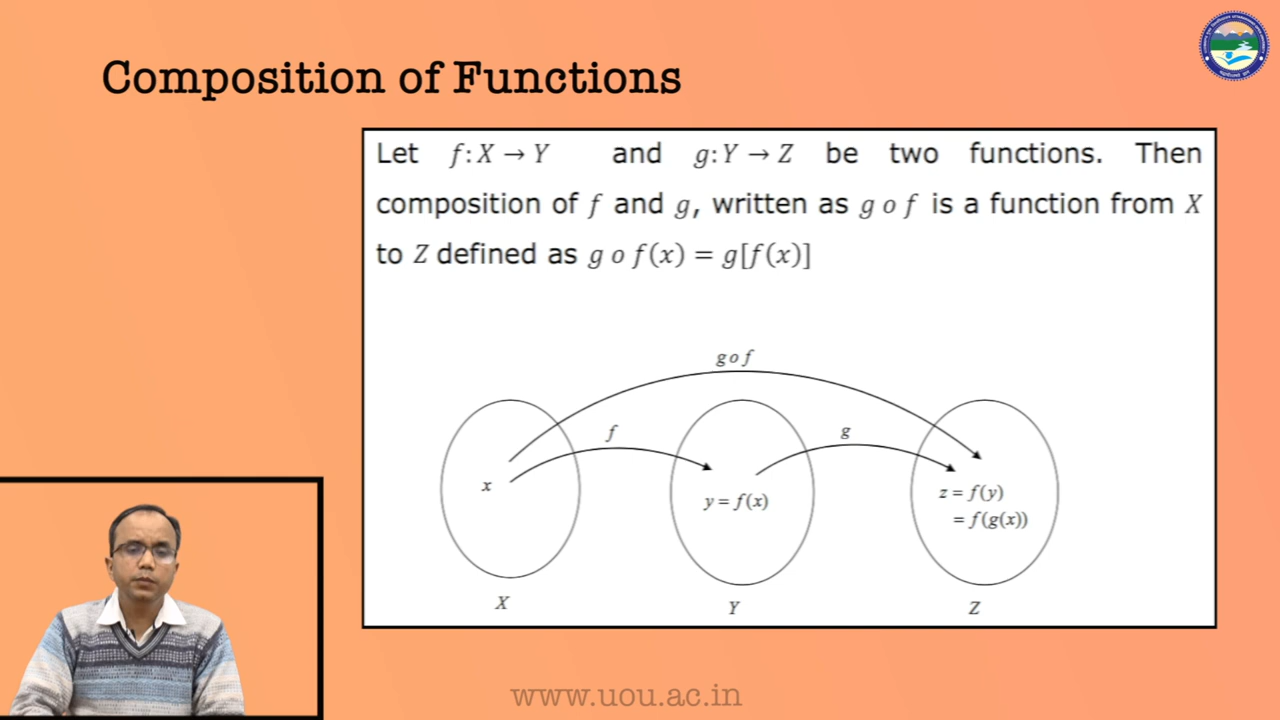 Composition of Functions
Let f: X → Y and g: Y → Z be two functions. Then
composition of f and g, written as g o f is a function from X
to Z defined as g o f(x) = g[f(x)]
g o f
f
g
x
y = f(x)
z = f(y)
= f(g(x))
X
Y
Z
www.uou.ac.in